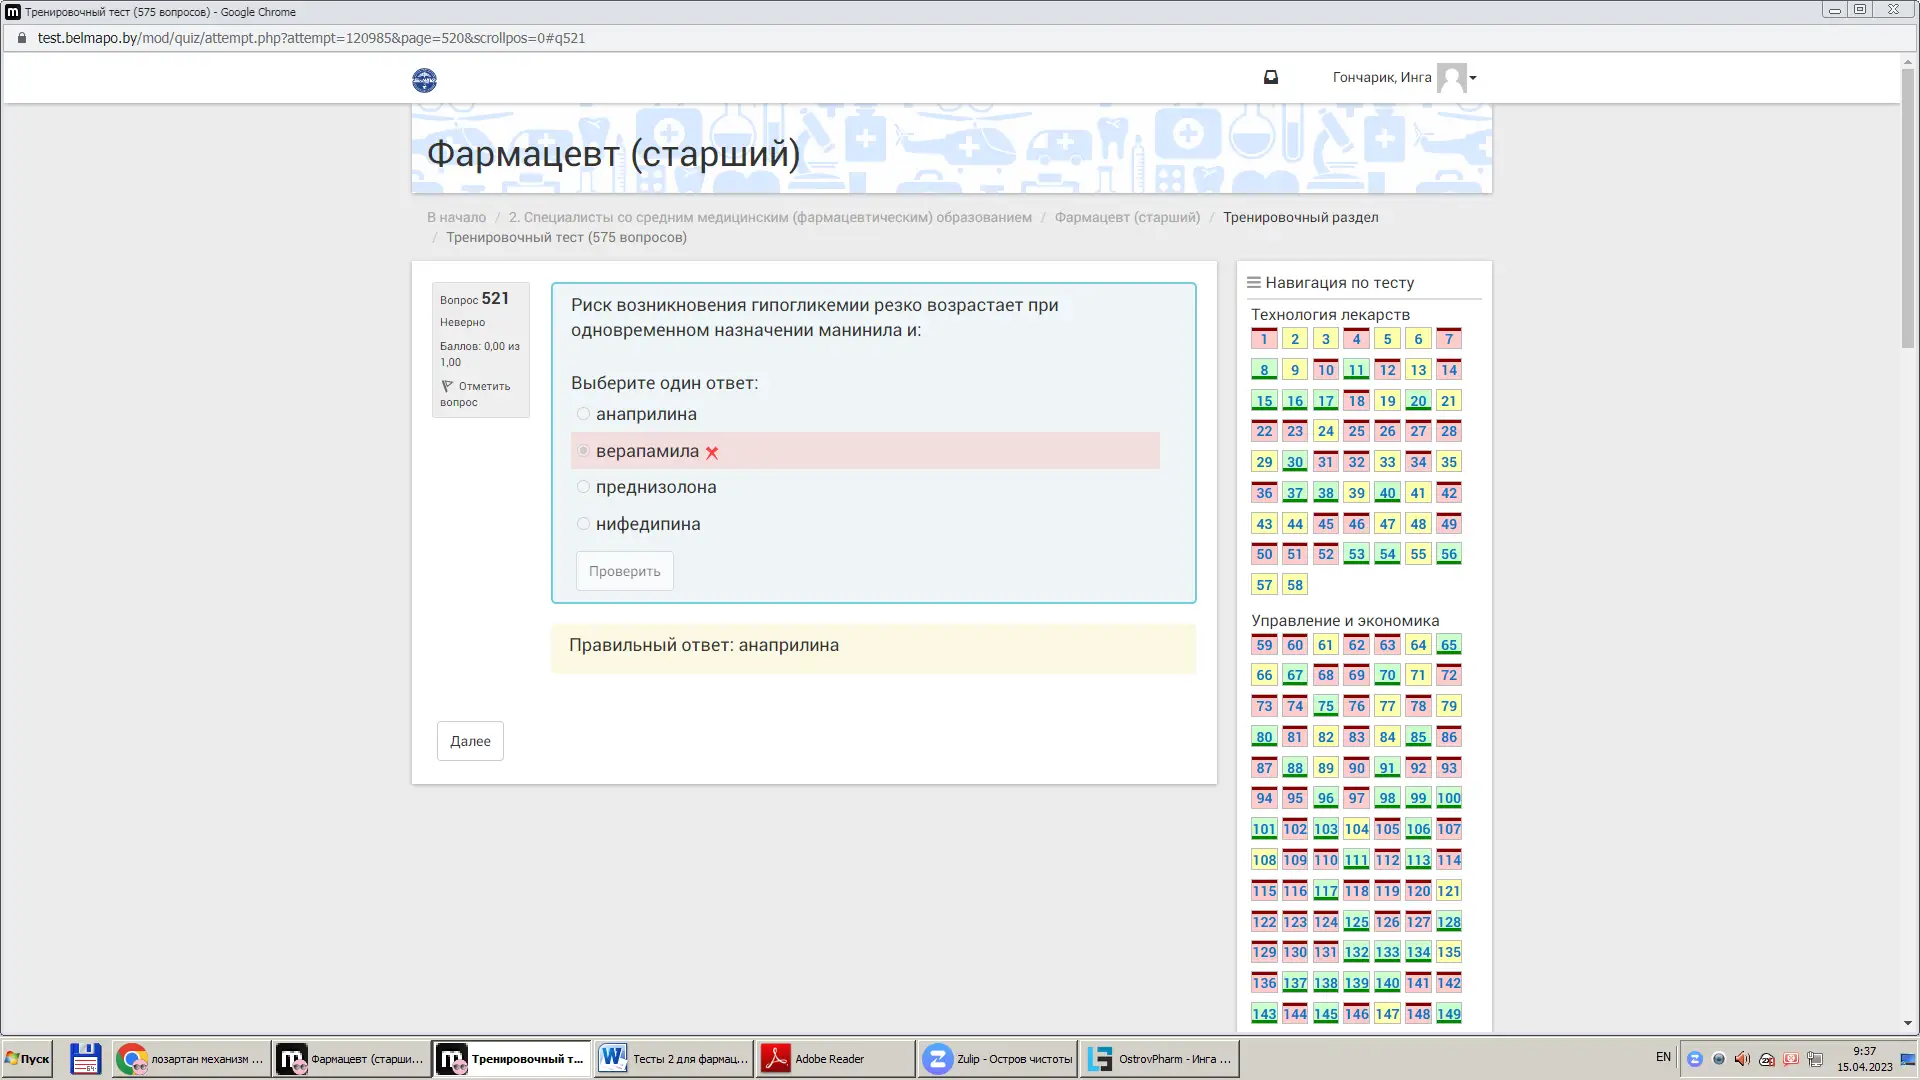 Тренировочный тест (575 вопросов) - Google Chrome
test.belmapo.by/mod/quiz/attempt.php?attempt=120985&page=520&scrollpos=0#q521
Гончарик, Инга
Фармацевт (старший)
В начало / 2. Специалисты со средним медицинским (фармацевтическим) образованием / Фармацевт (старший) / Тренировочный раздел
/ Тренировочный тест (575 вопросов)
Вопрос 521
Неверно
Баллов: 0,00 из
1,00
Отметить
вопрос
Риск возникновения гипогликемии резко возрастает при
одновременном назначении манинила и:
Выберите один ответ:
анаприлина
верапамила
преднизолона
нифедипина
Проверить
Правильный ответ: анаприлина
Далее
Навигация по тесту
Технология лекарств
1 2 3 4 5 6 7
8 9 10 11 12 13 14
15 16 17 18 19 20 21
22 23 24 25 26 27 28
29 30 31 32 33 34 35
36 37 38 39 40 41 42
43 44 45 46 47 48 49
50 51 52 53 54 55 56
57 58
Управление и экономика
59 60 61 62 63 64 65
66 67 68 69 70 71 72
73 74 75 76 77 78 79
80 81 82 83 84 85 86
87 88 89 90 91 92 93
94 95 96 97 98 99 100
101 102 103 104 105 106 107
108 109 110 111 112 113 114
115 116 117 118 119 120 121
122 123 124 125 126 127 128
129 130 131 132 133 134 135
136 137 138 139 140 141 142
143 144 145 146 147 148 149
Пуск
лозартан механизм ...
Фармацевт (старши...
Тренировочный т...
Тесты 2 для фармац...
Adobe Reader
Zulip - Остров чистоты
OstrovPharm - Инга ...
EN
9:37
15.04.2023